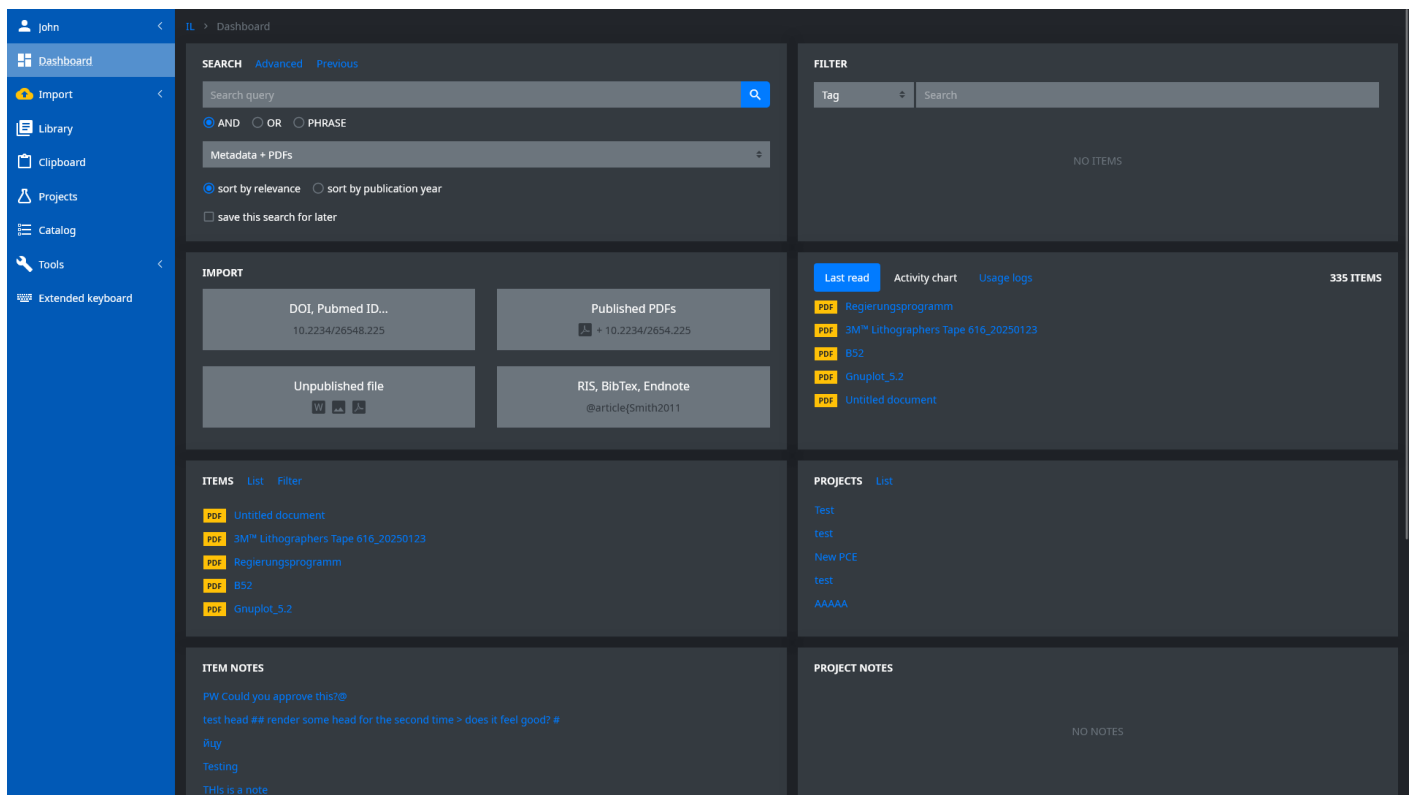 John
Dashboard
Import
Library
Clipboard
Projects
Catalog
Tools
Extended keyboard
IL > Dashboard
SEARCH Advanced Previous
Search query
AND OR PHRASE
Metadata + PDFs
sort by relevance sort by publication year
save this search for later
FILTER
Tag Search
NO ITEMS
IMPORT
DOI, Pubmed ID...
10.2234/26548.225
Published PDFs
+ 10.2234/2654.225
Unpublished file
W
RIS, BibTex, Endnote
@article{Smith2011
Last read Activity chart Usage logs 335 ITEMS
PDF Regierungsprogramm
PDF 3M™ Lithographers Tape 616_20250123
PDF B52
PDF Gnuplot_5.2
PDF Untitled document
ITEMS List Filter
PDF Untitled document
PDF 3M™ Lithographers Tape 616_20250123
PDF Regierungsprogramm
PDF B52
PDF Gnuplot_5.2
PROJECTS List
Test
test
New PCE
test
AAAAA
ITEM NOTES
PW Could you approve this?@
test head ## render some head for the second time > does it feel good? #
йцу
Testing
THIs is a note
PROJECT NOTES
NO NOTES